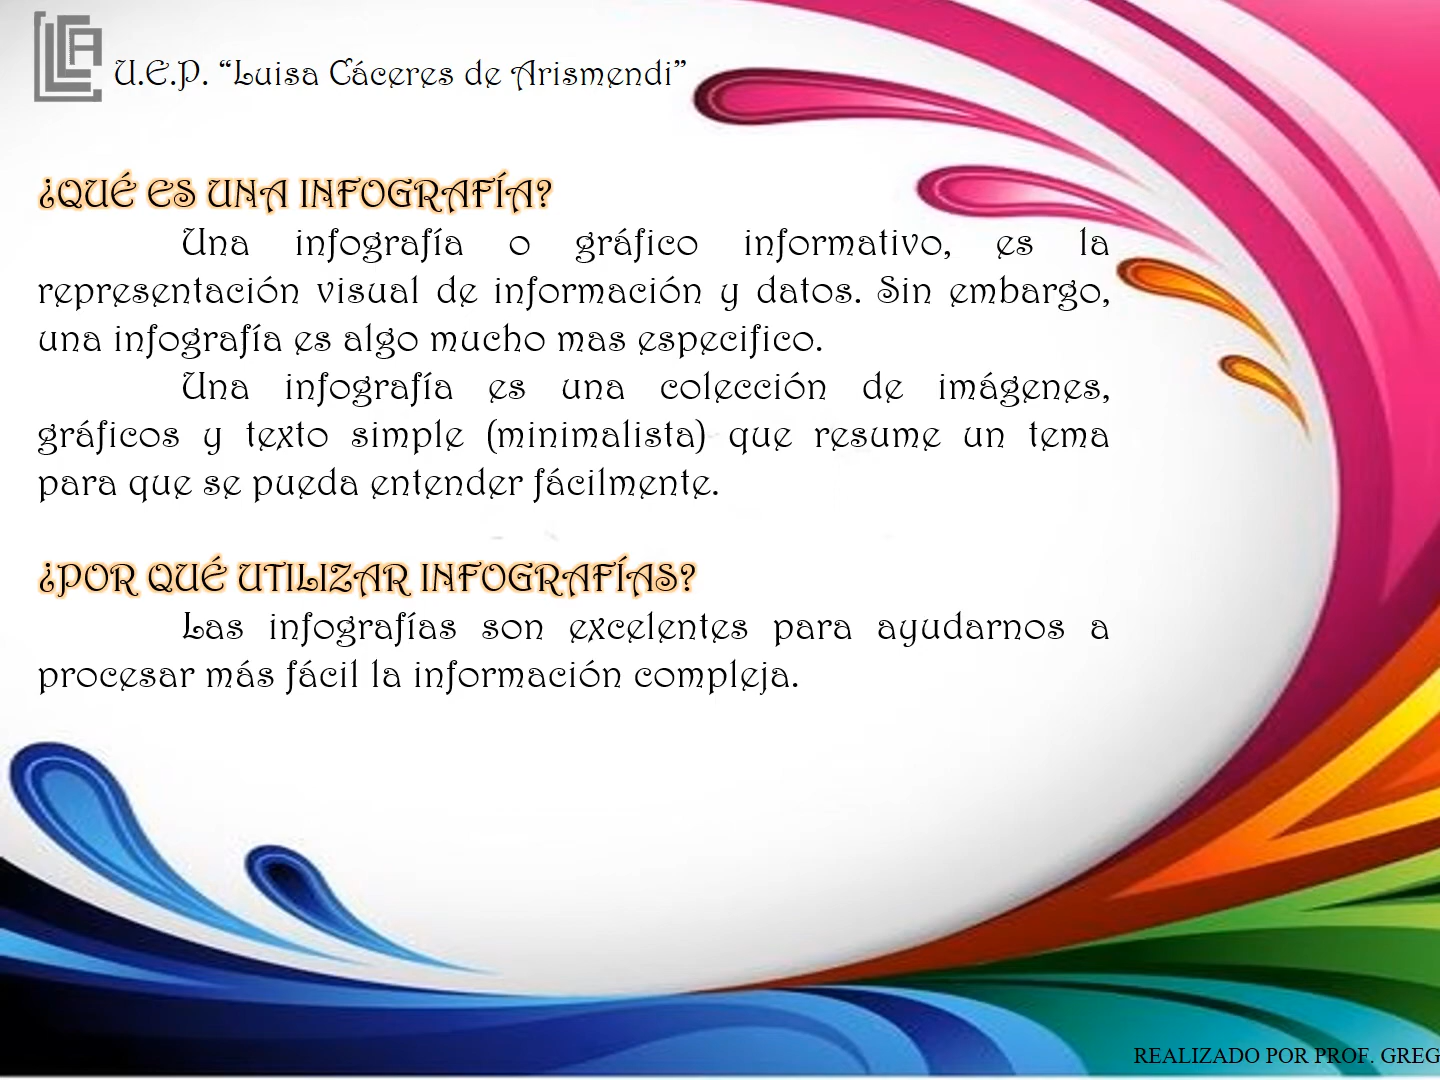 U.E.P. “Luisa Cáceres de Arismendi”
¿QUÉ ES UNA INFOGRAFÍA?
Una infografía o gráfico informativo, es la
representación visual de información y datos. Sin embargo,
una infografía es algo mucho mas especifico.
Una infografía es una colección de imágenes,
gráficos y texto simple (minimalista) que resume un tema
para que se pueda entender fácilmente.
¿POR QUÉ UTILIZAR INFOGRAFÍAS?
Las infografías son excelentes para ayudarnos a
procesar más fácil la información compleja.
REALIZADO POR PROF. GREG